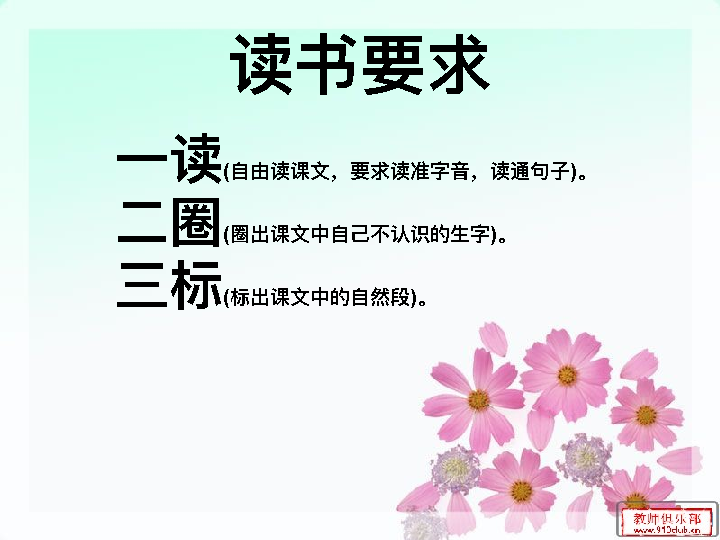 读书要求
一读(自由读课文，要求读准字音，读通句子)。
二圈(圈出课文中自己不认识的生字)。
三标(标出课文中的自然段)。
教师俱乐部
www.913club.cn